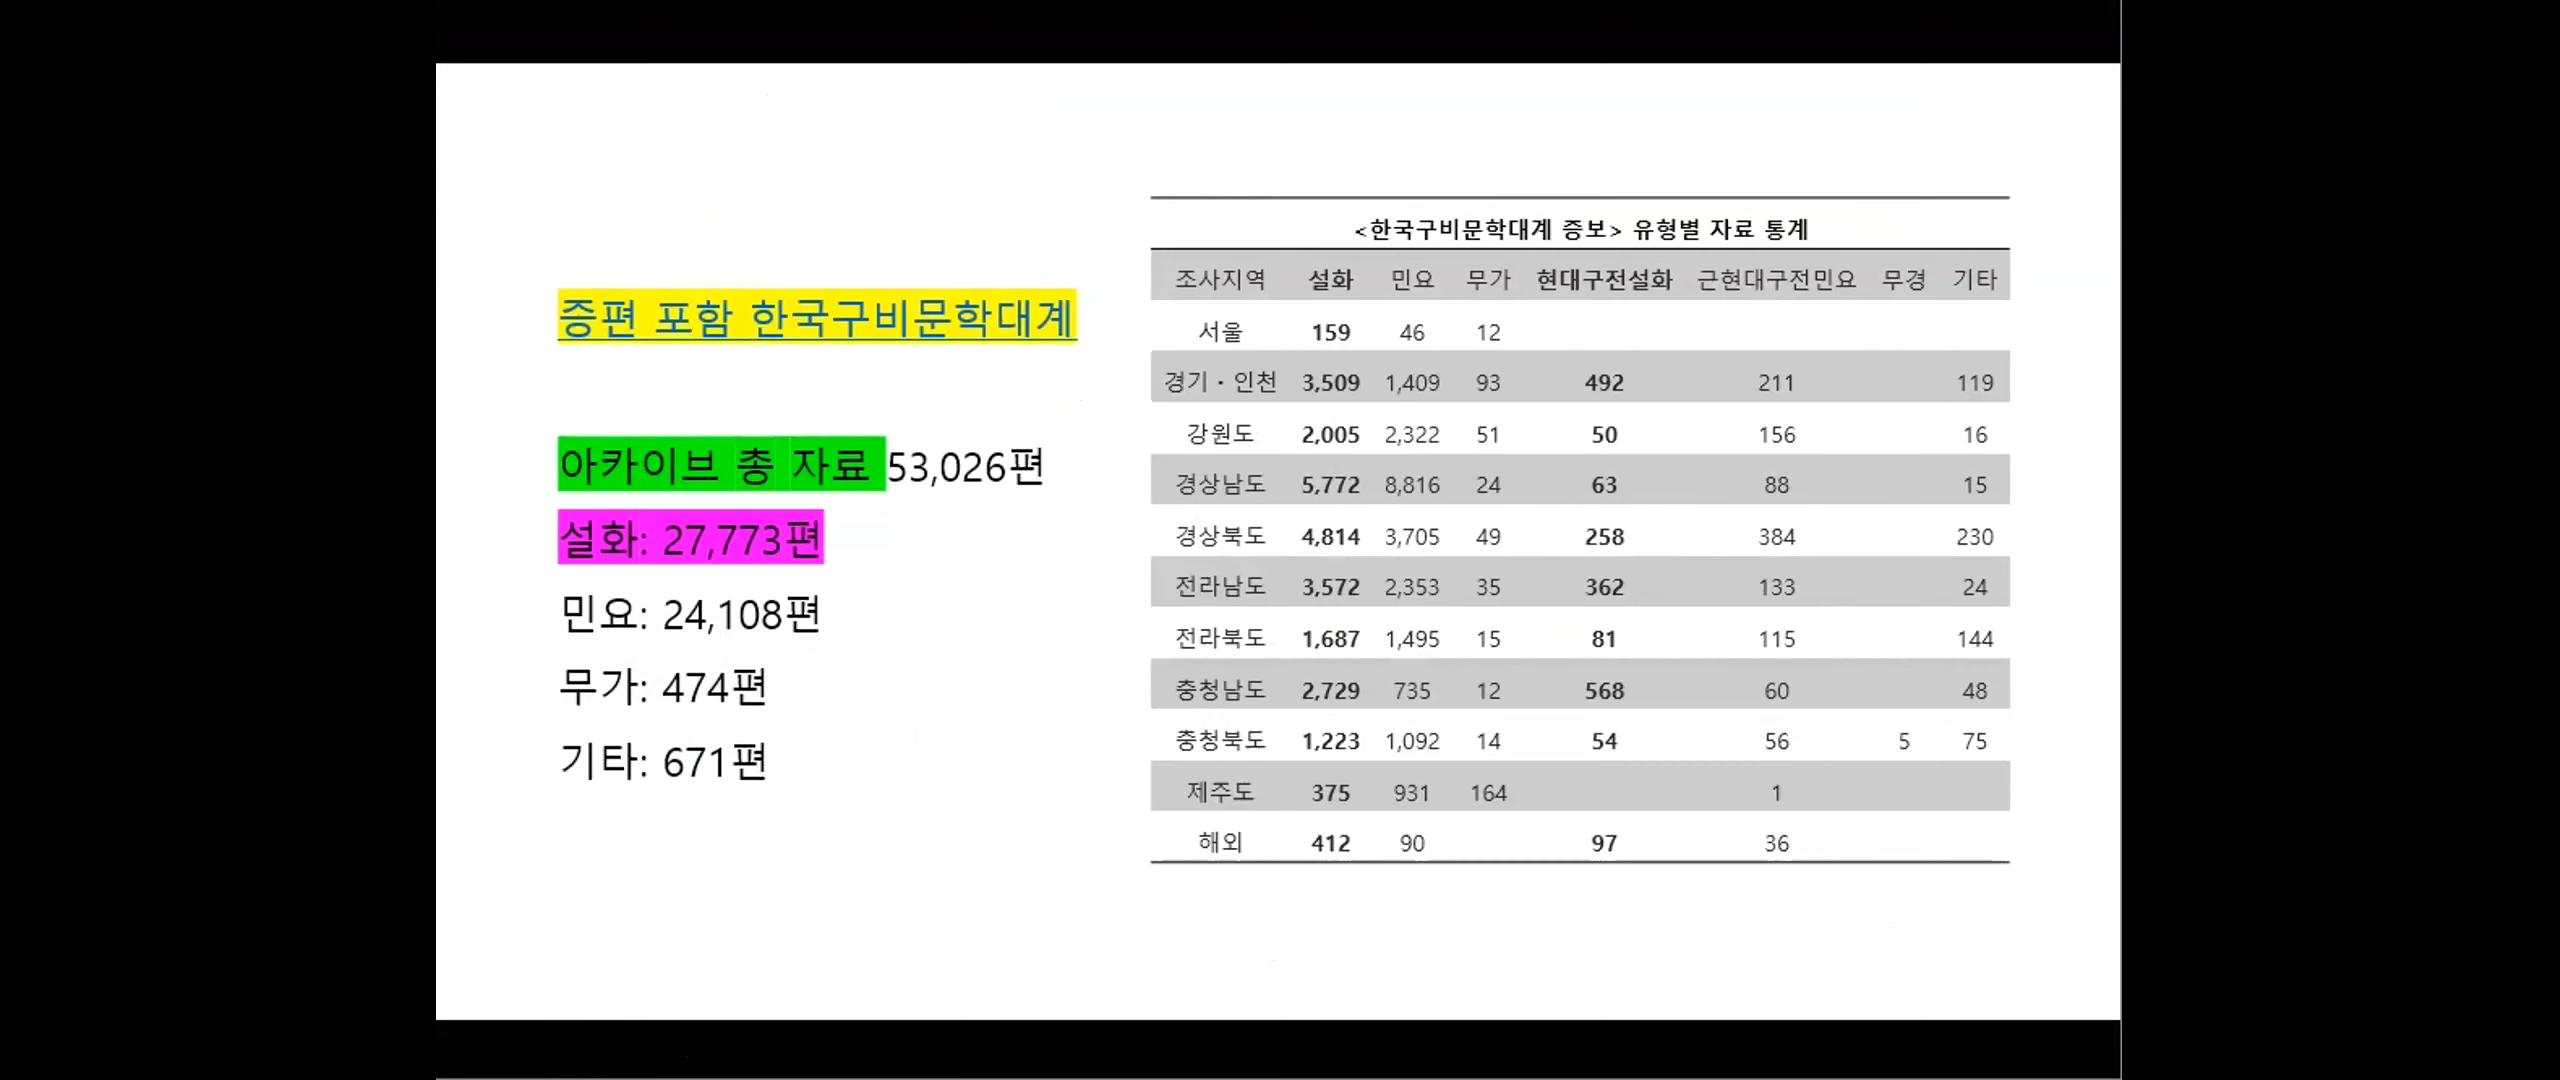 증편 포함 한국구비문학대계
아카이브 총 자료 53,026편
설화: 27,773편
민요: 24,108편
무가: 474편
기타: 671편
<한국구비문학대계 증보> 유형별 자료 통계
조사지역 설화 민요 무가 현대구전설화 근현대구전민요 무경 기타
서울 159 46 12
경기・인천 3,509 1,409 93 492 211 119
강원도 2,005 2,322 51 50 156 16
경상남도 5,772 8,816 24 63 88 15
경상북도 4,814 3,705 49 258 384 230
전라남도 3,572 2,353 35 362 133 24
전라북도 1,687 1,495 15 81 115 144
충청남도 2,729 735 12 568 60 48
충청북도 1,223 1,092 14 54 56 5 75
제주도 375 931 164 1
해외 412 90 97 36